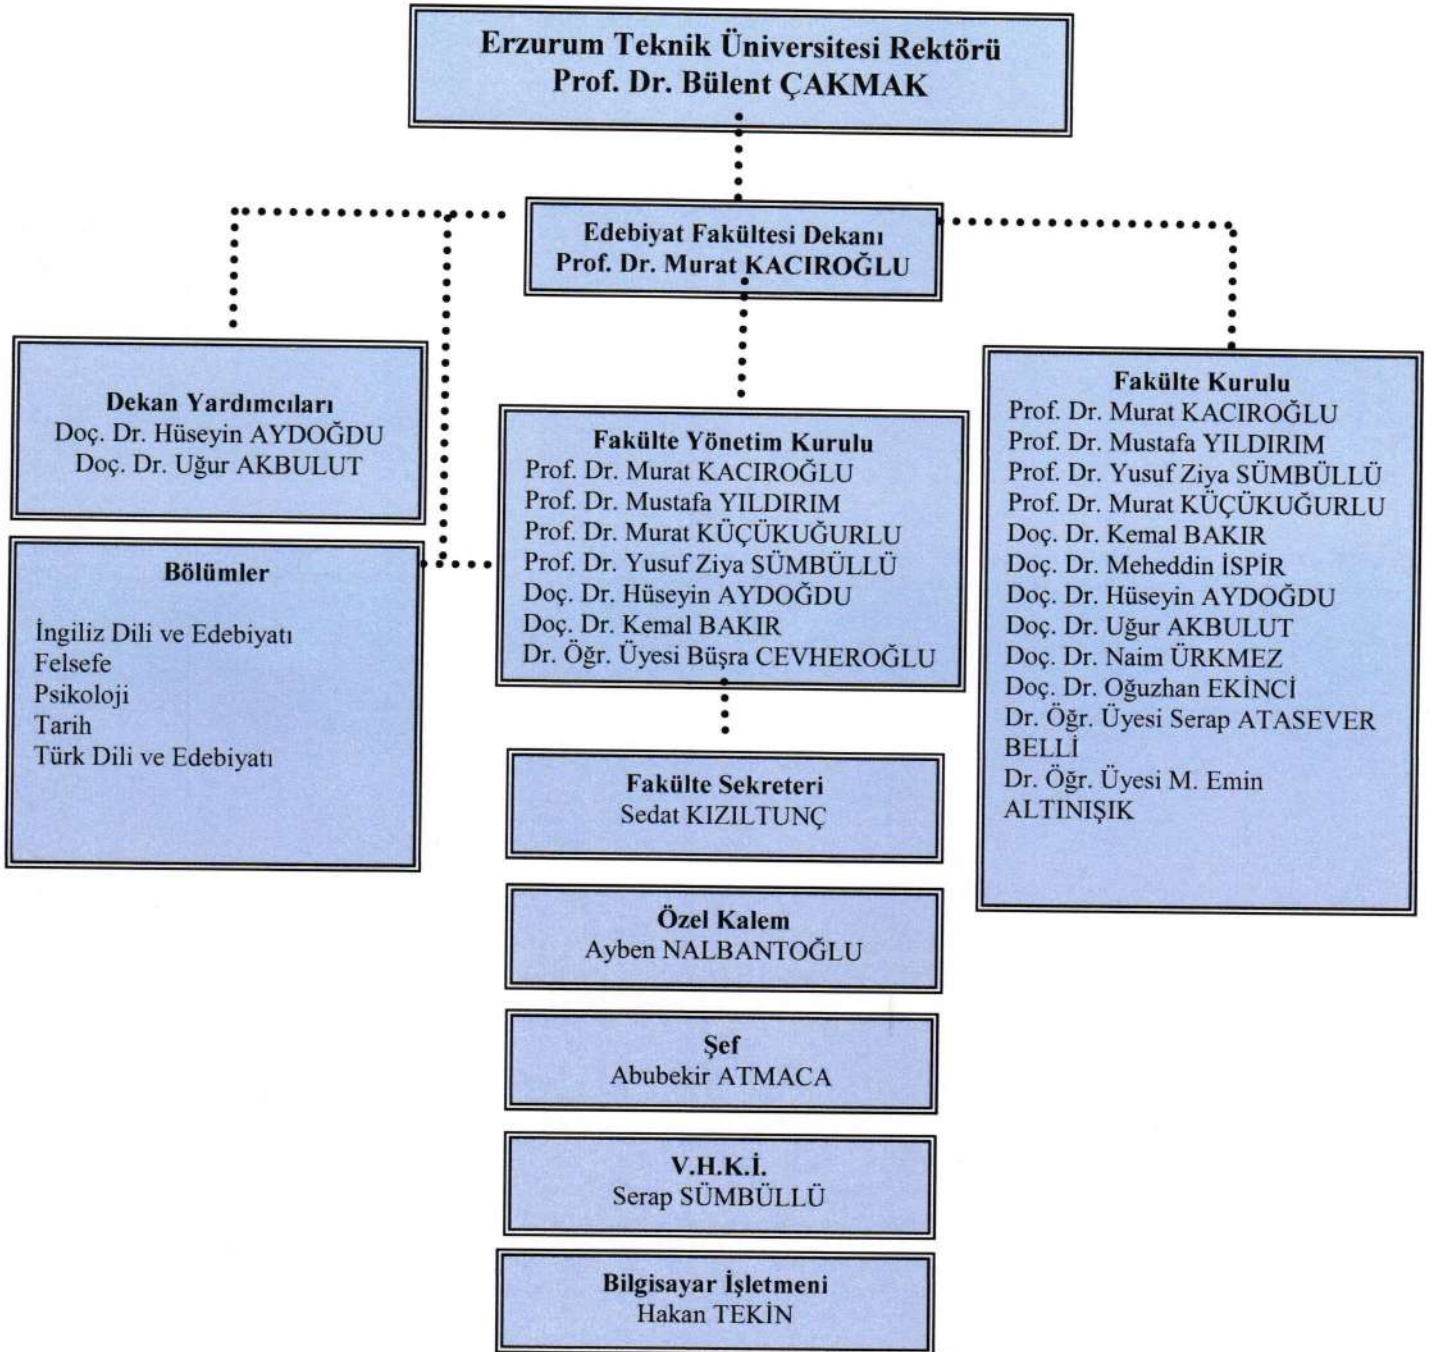 Erzurum Teknik Üniversitesi Rektörü
Prof. Dr. Bülent ÇAKMAK
Edebiyat Fakültesi Dekanı
Prof. Dr. Murat KACIROĞLU
Dekan Yardımcıları
Doç. Dr. Hüseyin AYDOĞDU
Doç. Dr. Uğur AKBULUT
Bölümler
İngiliz Dili ve Edebiyatı
Felsefe
Psikoloji
Tarih
Türk Dili ve Edebiyatı
Fakülte Yönetim Kurulu
Prof. Dr. Murat KACIROĞLU
Prof. Dr. Mustafa YILDIRIM
Prof. Dr. Murat KÜÇÜKUĞURLU
Prof. Dr. Yusuf Ziya SÜMBÜLLÜ
Doç. Dr. Hüseyin AYDOĞDU
Doç. Dr. Kemal BAKIR
Dr. Öğr. Üyesi Büşra CEVHEROĞLU
Fakülte Kurulu
Prof. Dr. Murat KACIROĞLU
Prof. Dr. Mustafa YILDIRIM
Prof. Dr. Yusuf Ziya SÜMBÜLLÜ
Prof. Dr. Murat KÜÇÜKUĞURLU
Doç. Dr. Kemal BAKIR
Doç. Dr. Meheddin İSPİR
Doç. Dr. Hüseyin AYDOĞDU
Doç. Dr. Uğur AKBULUT
Doç. Dr. Naim ÜRKMEZ
Doç. Dr. Oğuzhan EKİNCİ
Dr. Öğr. Üyesi Serap ATASEVER
BELLİ
Dr. Öğr. Üyesi M. Emin
ALTINIŞIK
Fakülte Sekreteri
Sedat KIZILTUNÇ
Özel Kalem
Ayben NALBANTOĞLU
Şef
Abubekir ATMACA
V.H.K.İ.
Serap SÜMBÜLLÜ
Bilgisayar İşletmeni
Hakan TEKİN